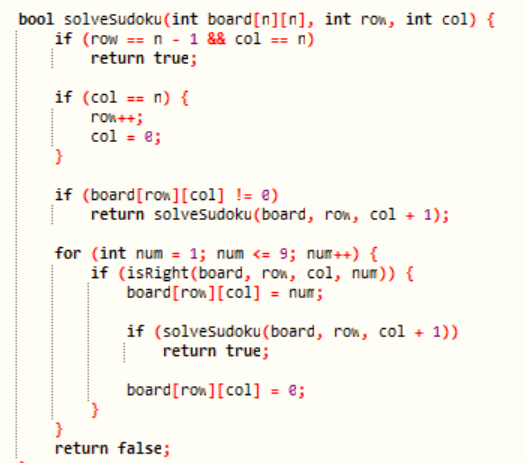 bool solveSudoku(int board[n][n], int row, int col) {
    if (row == n - 1 && col == n)
        return true;

    if (col == n) {
        row++;
        col = 0;
    }

    if (board[row][col] != 0)
        return solveSudoku(board, row, col + 1);

    for (int num = 1; num <= 9; num++) {
        if (isRight(board, row, col, num)) {
            board[row][col] = num;

            if (solveSudoku(board, row, col + 1))
                return true;

            board[row][col] = 0;
        }
    }
    return false;